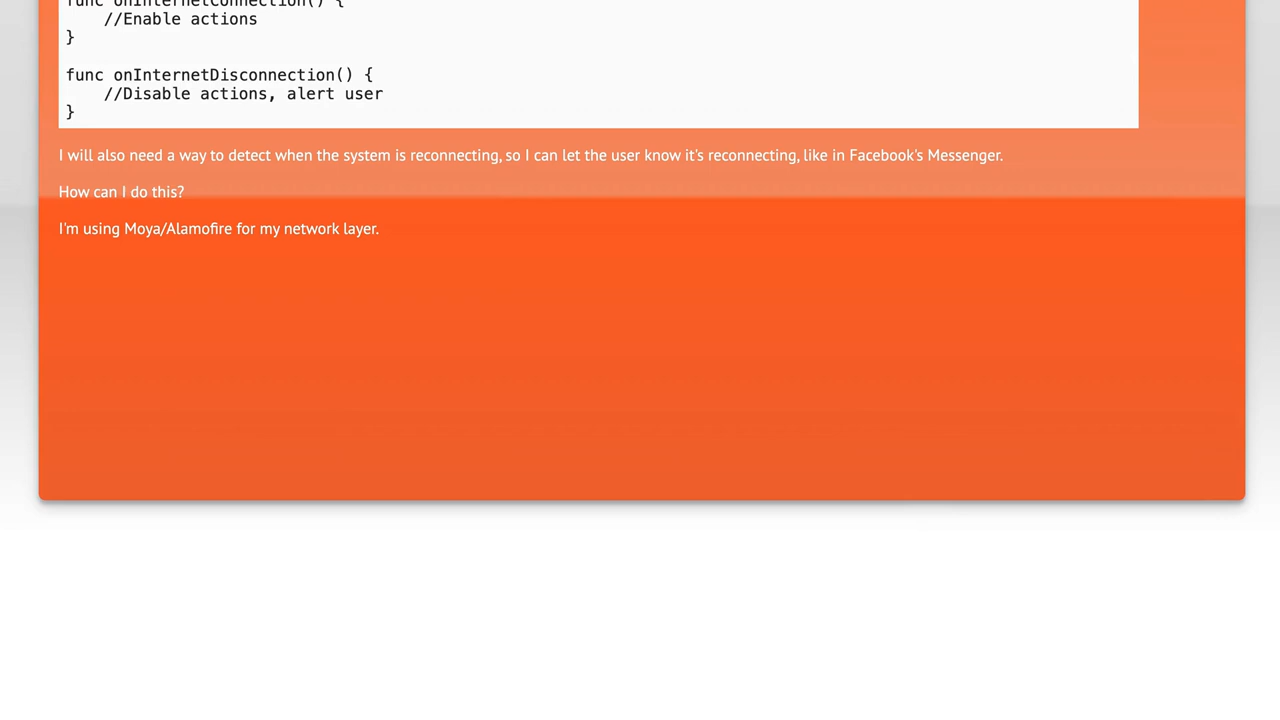 func onInternetConnection() {
    //Enable actions
}
func onInternetDisconnection() {
    //Disable actions, alert user
}
I will also need a way to detect when the system is reconnecting, so I can let the user know it's reconnecting, like in Facebook's Messenger.
How can I do this?
I'm using Moya/Alamofire for my network layer.